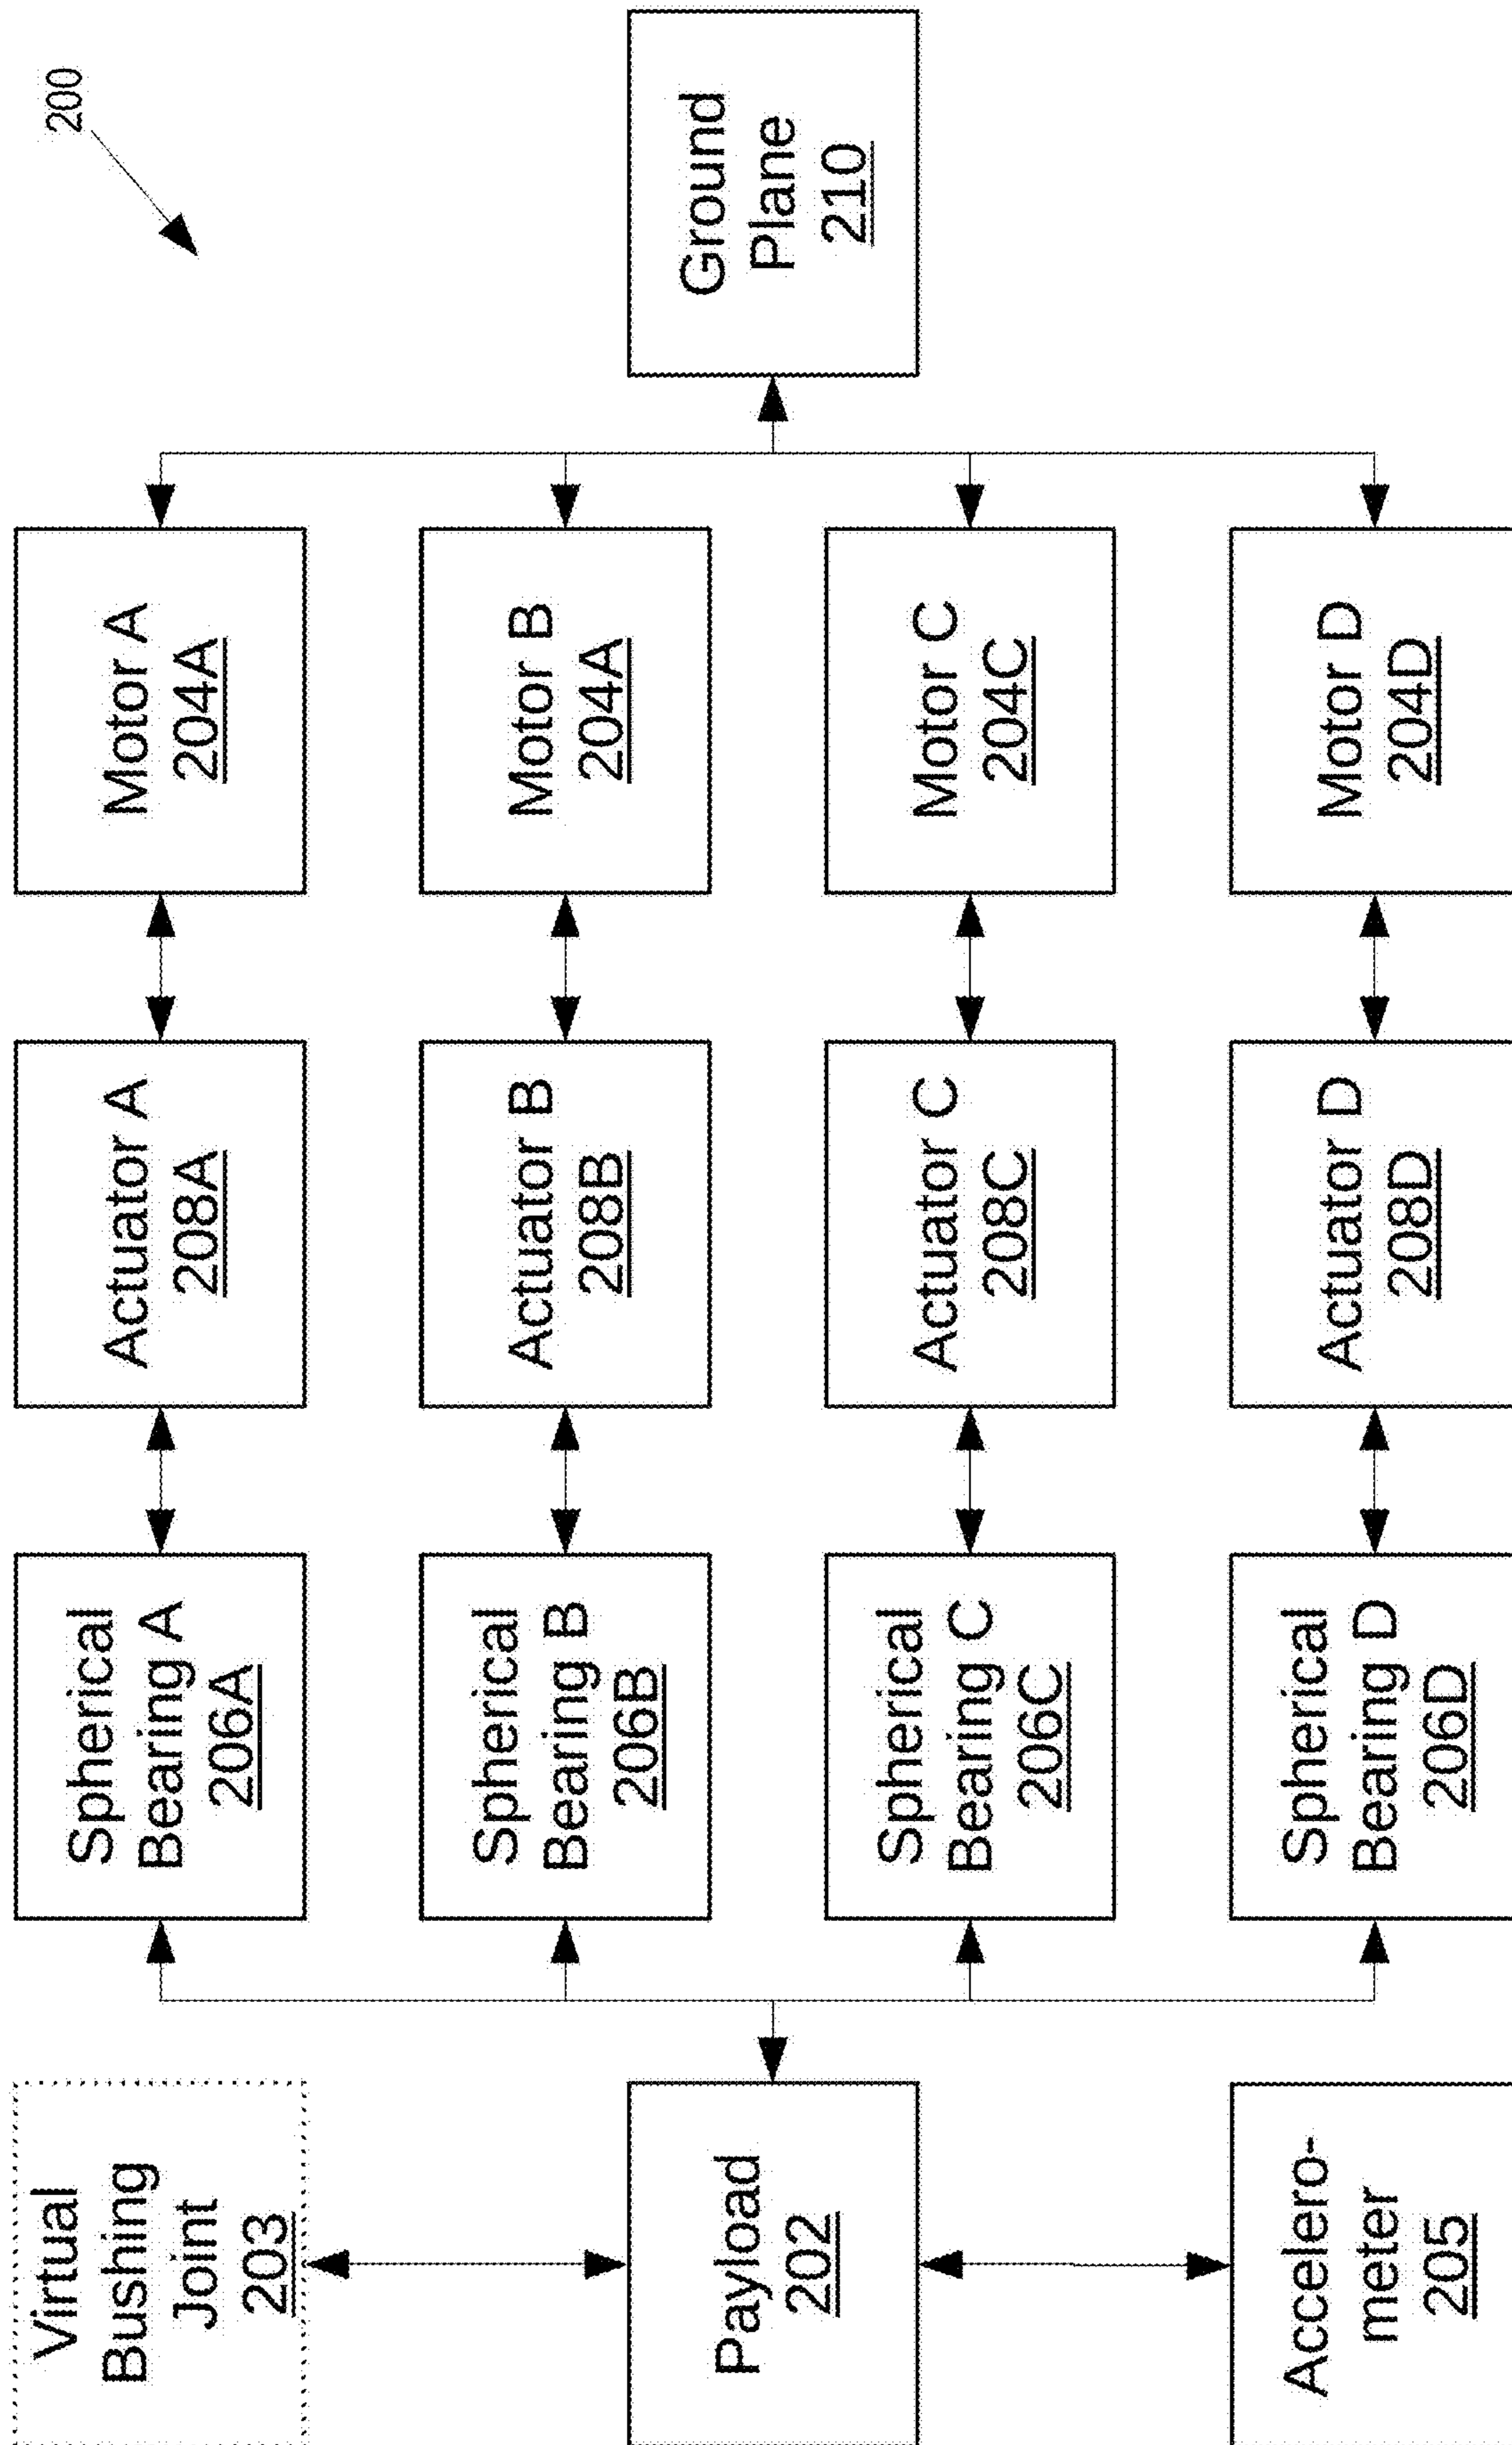 200
Virtual
Bushing
Joint
203
Spherical
Bearing A
206A
Actuator A
208A
Motor A
204A
Spherical
Bearing B
206B
Actuator B
208B
Motor B
204A
Payload
202
Ground
Plane
210
Spherical
Bearing C
206C
Actuator C
208C
Motor C
204C
Accelero-
meter
205
Spherical
Bearing D
206D
Actuator D
208D
Motor D
204D